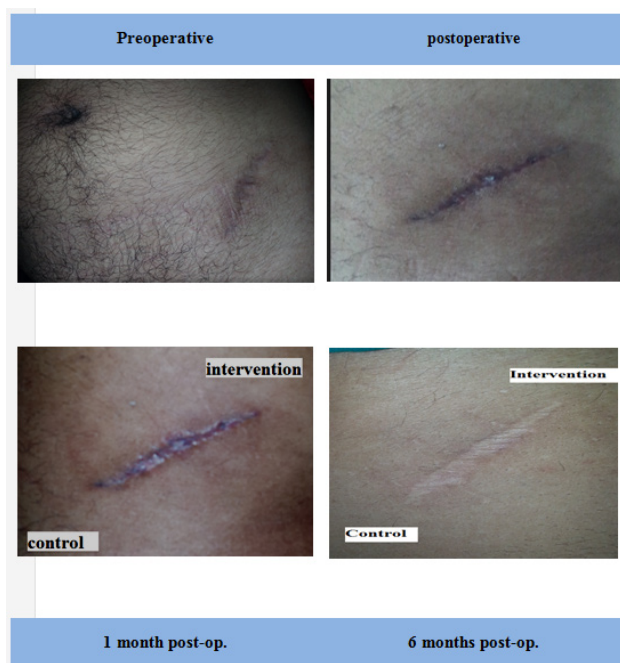 Preoperative
postoperative
intervention
control
Intervention
Control
1 month post-op.
6 months post-op.